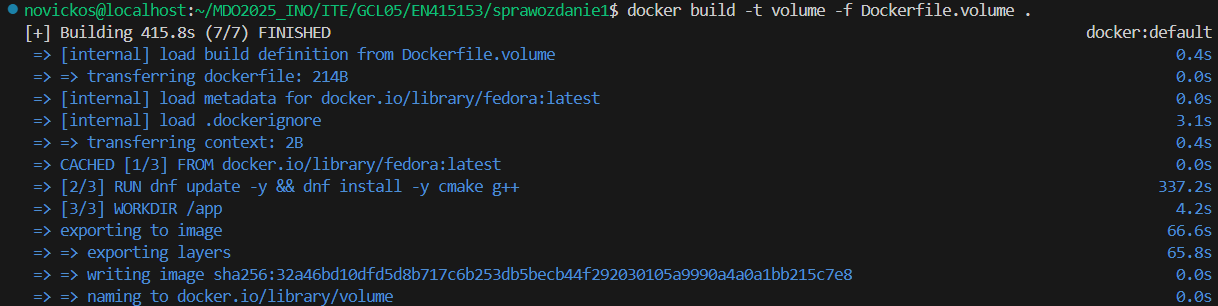 novickos@localhost:~/MDO2025_INO/ITE/GCL05/EN415153/sprawozdanie1$ docker build -t volume -f Dockerfile.volume .
[+] Building 415.8s (7/7) FINISHED docker:default
=> [internal] load build definition from Dockerfile.volume 0.4s
=> => transferring dockerfile: 214B 0.0s
=> [internal] load metadata for docker.io/library/fedora:latest 0.0s
=> [internal] load .dockerignore 3.1s
=> => transferring context: 2B 0.4s
=> CACHED [1/3] FROM docker.io/library/fedora:latest 0.0s
=> [2/3] RUN dnf update -y && dnf install -y cmake g++ 337.2s
=> [3/3] WORKDIR /app 4.2s
=> exporting to image 66.6s
=> => exporting layers 65.8s
=> => writing image sha256:32a46bd10dfd5d8b717c6b253db5becb44f292030105a9990a4a0a1bb215c7e8 0.0s
=> => naming to docker.io/library/volume 0.0s